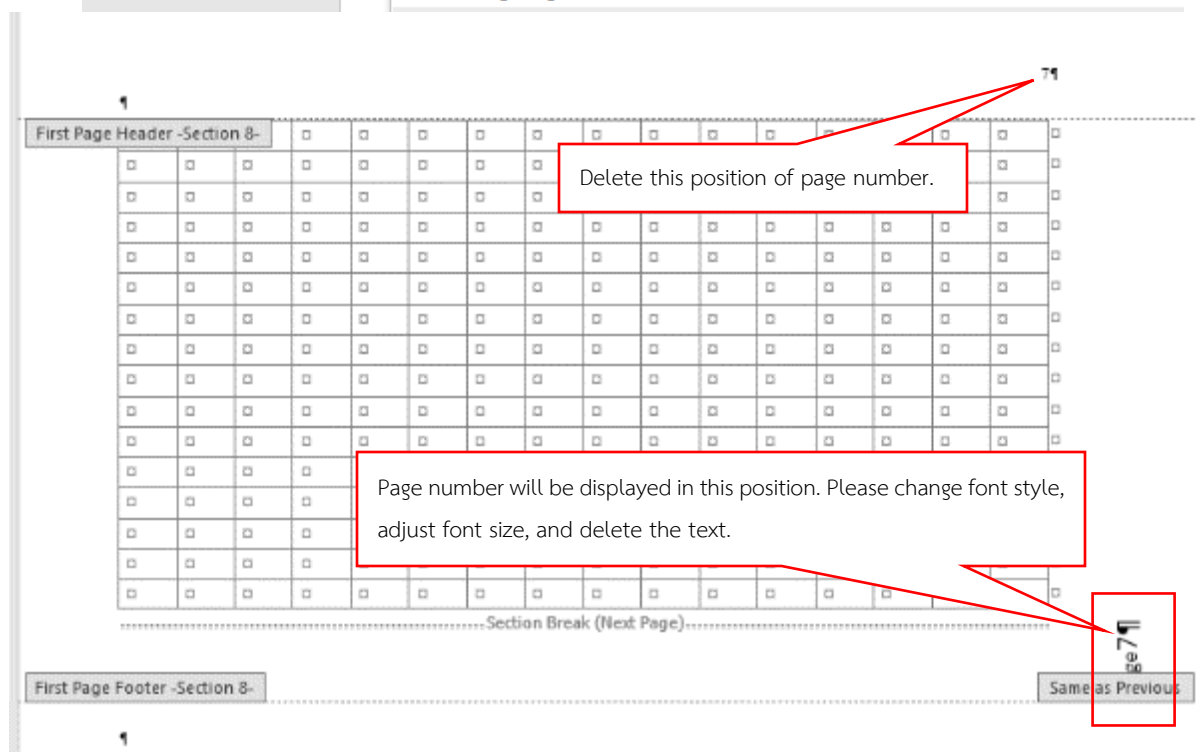 7¶
¶
First Page Header -Section 8-
Delete this position of page number.
Page number will be displayed in this position. Please change font style,
adjust font size, and delete the text.
Section Break (Next Page)
ge7¶
First Page Footer -Section 8-
Same as Previous
¶